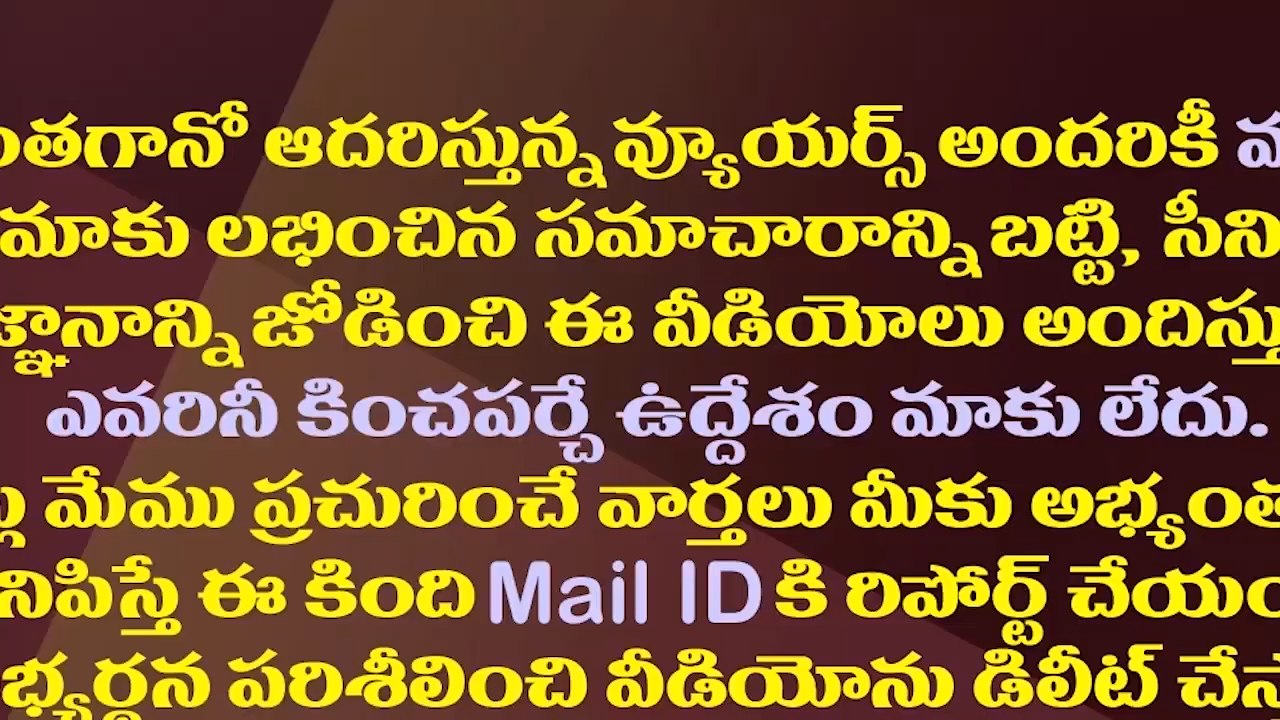 ంతగానో ఆదరిస్తున్న వ్యూయర్స్ అందరికీ
మాకు లభించిన సమాచారాన్ని బట్టి, సీని
జ్ఞానాన్ని జోడించి ఈ వీడియోలు అందిస్తు
ఎవరినీ కించపర్చే ఉద్దేశం మాకు లేదు.
మేము ప్రచురించే వార్తలు మీకు అభ్యంత
నిపిస్తే ఈ కింది Mail ID కి రిపోర్ట్ చేయం
భ్యర్థన పరిశీలించి వీడియోను డిలీట్ చేస